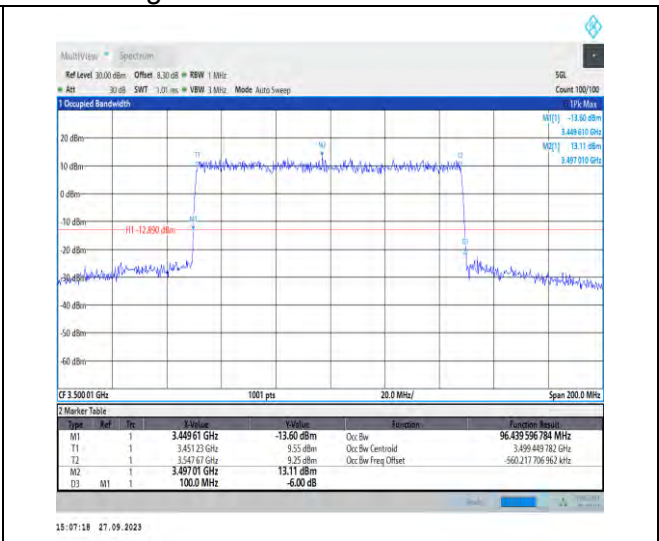 MultiView Spectrum
Ref Level 30.00 dBm Offset 8.30 dB RBW 1 MHz SGL
Att 30 dB SWT 1.01 ms VBW 3 MHz Mode Auto Sweep Count 100/100
1 Occupied Bandwidth 1Pk Max
M1[1] -13.60 dBm
3.449 610 GHz
M2[1] 13.11 dBm
3.497 010 GHz
20 dBm
T1 M2 T2
10 dBm
0 dBm
-10 dBm
M1
H1 -12.890 dBm
-20 dBm
D3
-30 dBm
-40 dBm
-50 dBm
-60 dBm
CF 3.500 01 GHz 1001 pts 20.0 MHz/ Span 200.0 MHz
2 Marker Table
Type Ref Trc X-Value Y-Value Function Function Result
M1 1 3.449 61 GHz -13.60 dBm Occ Bw 96.439 596 784 MHz
T1 1 3.451 23 GHz 9.55 dBm Occ Bw Centroid 3.499 449 782 GHz
T2 1 3.547 67 GHz 9.25 dBm Occ Bw Freq Offset -560.217 706 962 kHz
M2 1 3.497 01 GHz 13.11 dBm
D3 M1 1 100.0 MHz -6.00 dB
15:07:18 27.09.2023